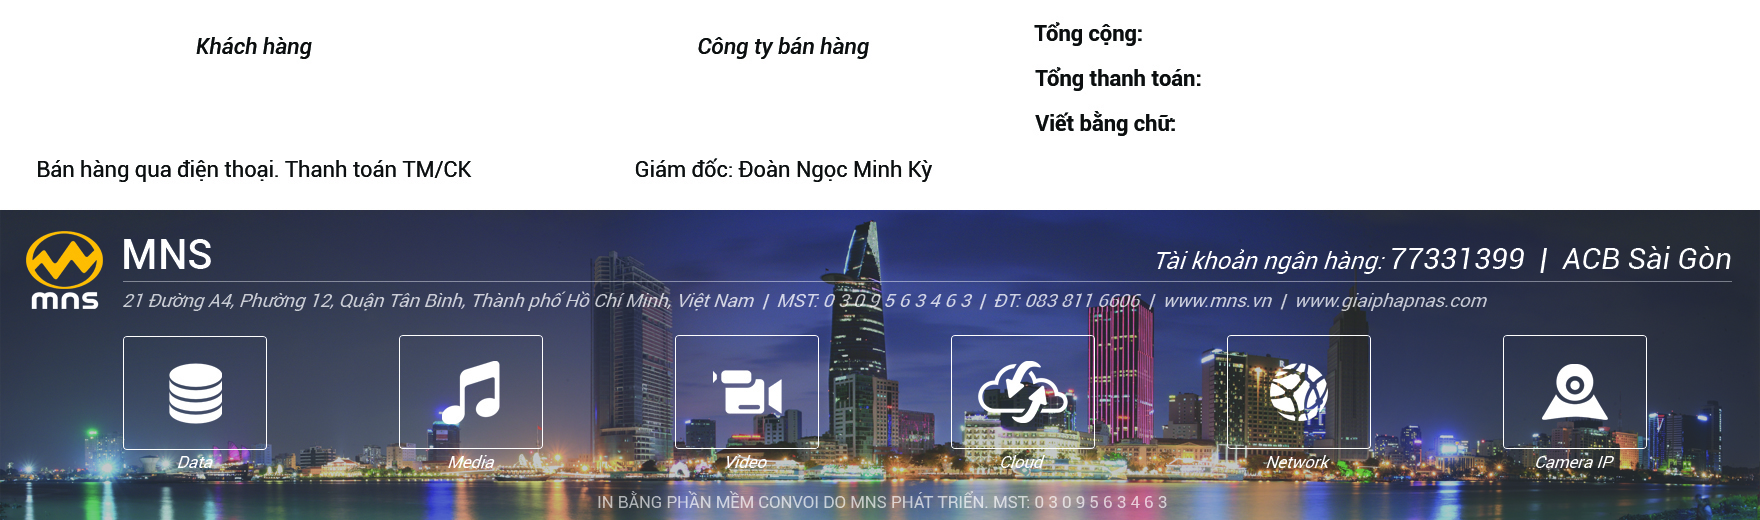 Khách hàng
Công ty bán hàng
Tổng cộng:
Tổng thanh toán:
Viết bằng chữ:
Bán hàng qua điện thoại. Thanh toán TM/CK
Giám đốc: Đoàn Ngọc Minh Kỳ
mns
MNS
Tài khoản ngân hàng: 77331399 | ACB Sài Gòn
21 Đường A4, Phường 12, Quận Tân Bình, Thành phố Hồ Chí Minh, Việt Nam | MST: 0 3 0 9 5 6 3 4 6 3 | ĐT: 083 811 6606 | www.mns.vn | www.giaiphapnas.com
Data
Media
Video
Cloud
Network
Camera IP
IN BẰNG PHẦN MỀM CONVOI DO MNS PHÁT TRIỂN. MST: 0 3 0 9 5 6 3 4 6 3